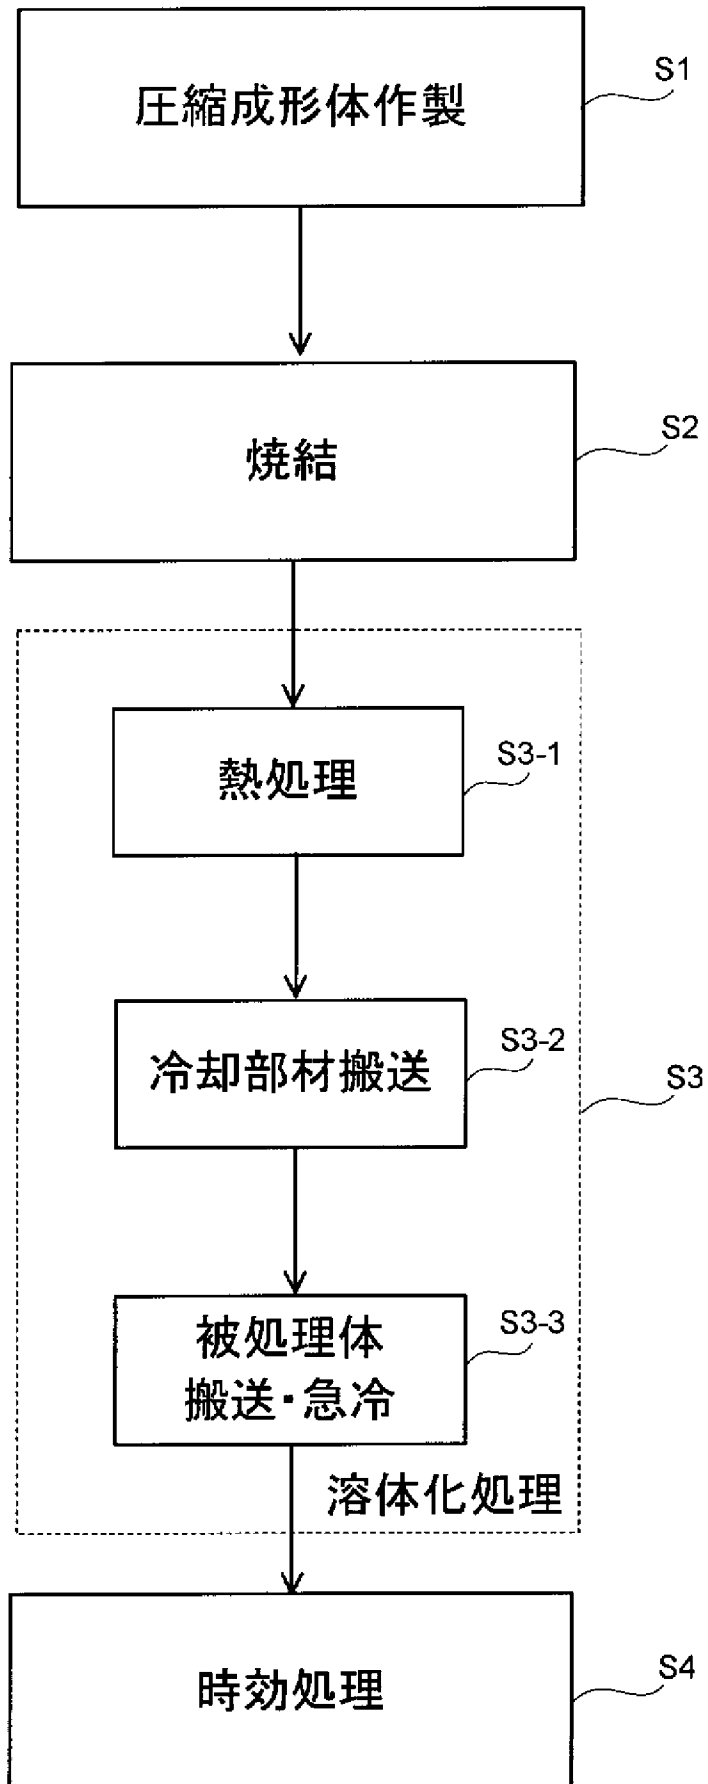 圧縮成形体作製
S1
焼結
S2
熱処理
S3-1
冷却部材搬送
S3-2
S3
被処理体
搬送・急冷
S3-3
溶体化処理
時効処理
S4